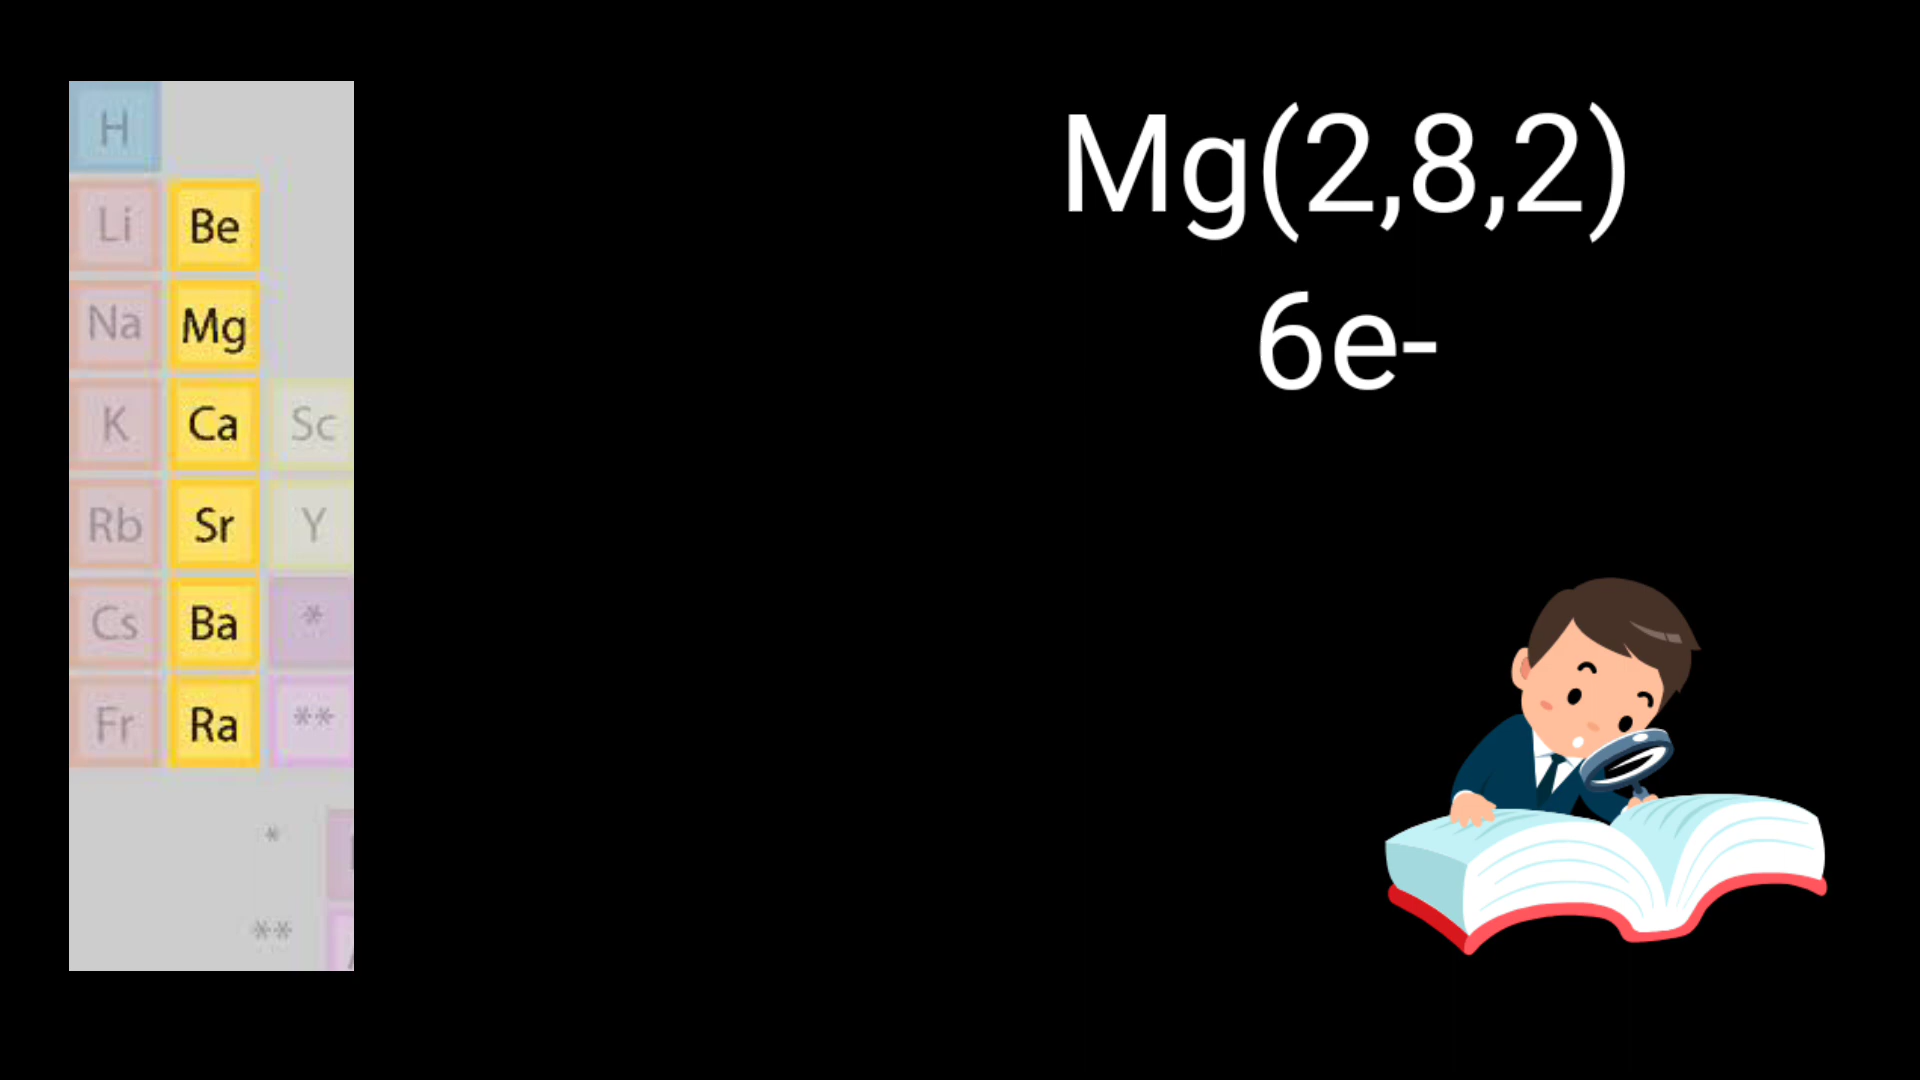 H
Li Be
Na Mg
K Ca Sc
Rb Sr Y
Cs Ba *
Fr Ra **
*
**
Mg(2,8,2)
6e-